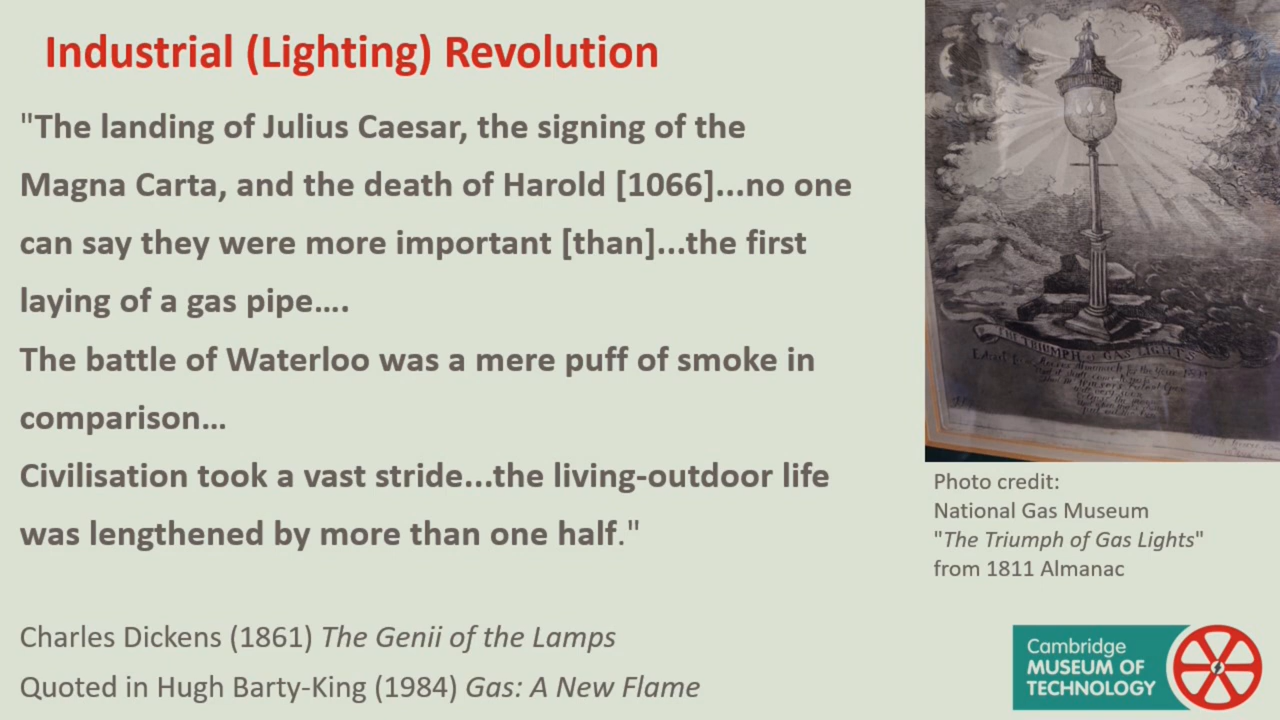 Industrial (Lighting) Revolution
"The landing of Julius Caesar, the signing of the
Magna Carta, and the death of Harold [1066]...no one
can say they were more important [than]...the first
laying of a gas pipe....
The battle of Waterloo was a mere puff of smoke in
comparison...
Civilisation took a vast stride...the living-outdoor life
was lengthened by more than one half."
Charles Dickens (1861) The Genii of the Lamps
Quoted in Hugh Barty-King (1984) Gas: A New Flame
THE TRIUMPH of GAS LIGHTS
Photo credit:
National Gas Museum
"The Triumph of Gas Lights"
from 1811 Almanac
Cambridge
MUSEUM OF
TECHNOLOGY